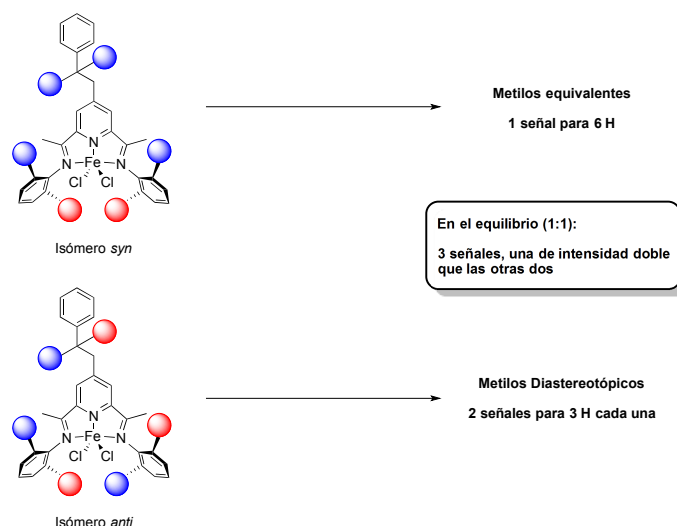 N
N
Fe
N
Cl
Cl
Isómero syn
Metilos equivalentes
1 señal para 6 H
En el equilibrio (1:1):
3 señales, una de intensidad doble
que las otras dos
N
N
Fe
N
Cl
Cl
Isómero anti
Metilos Diastereotópicos
2 señales para 3 H cada una